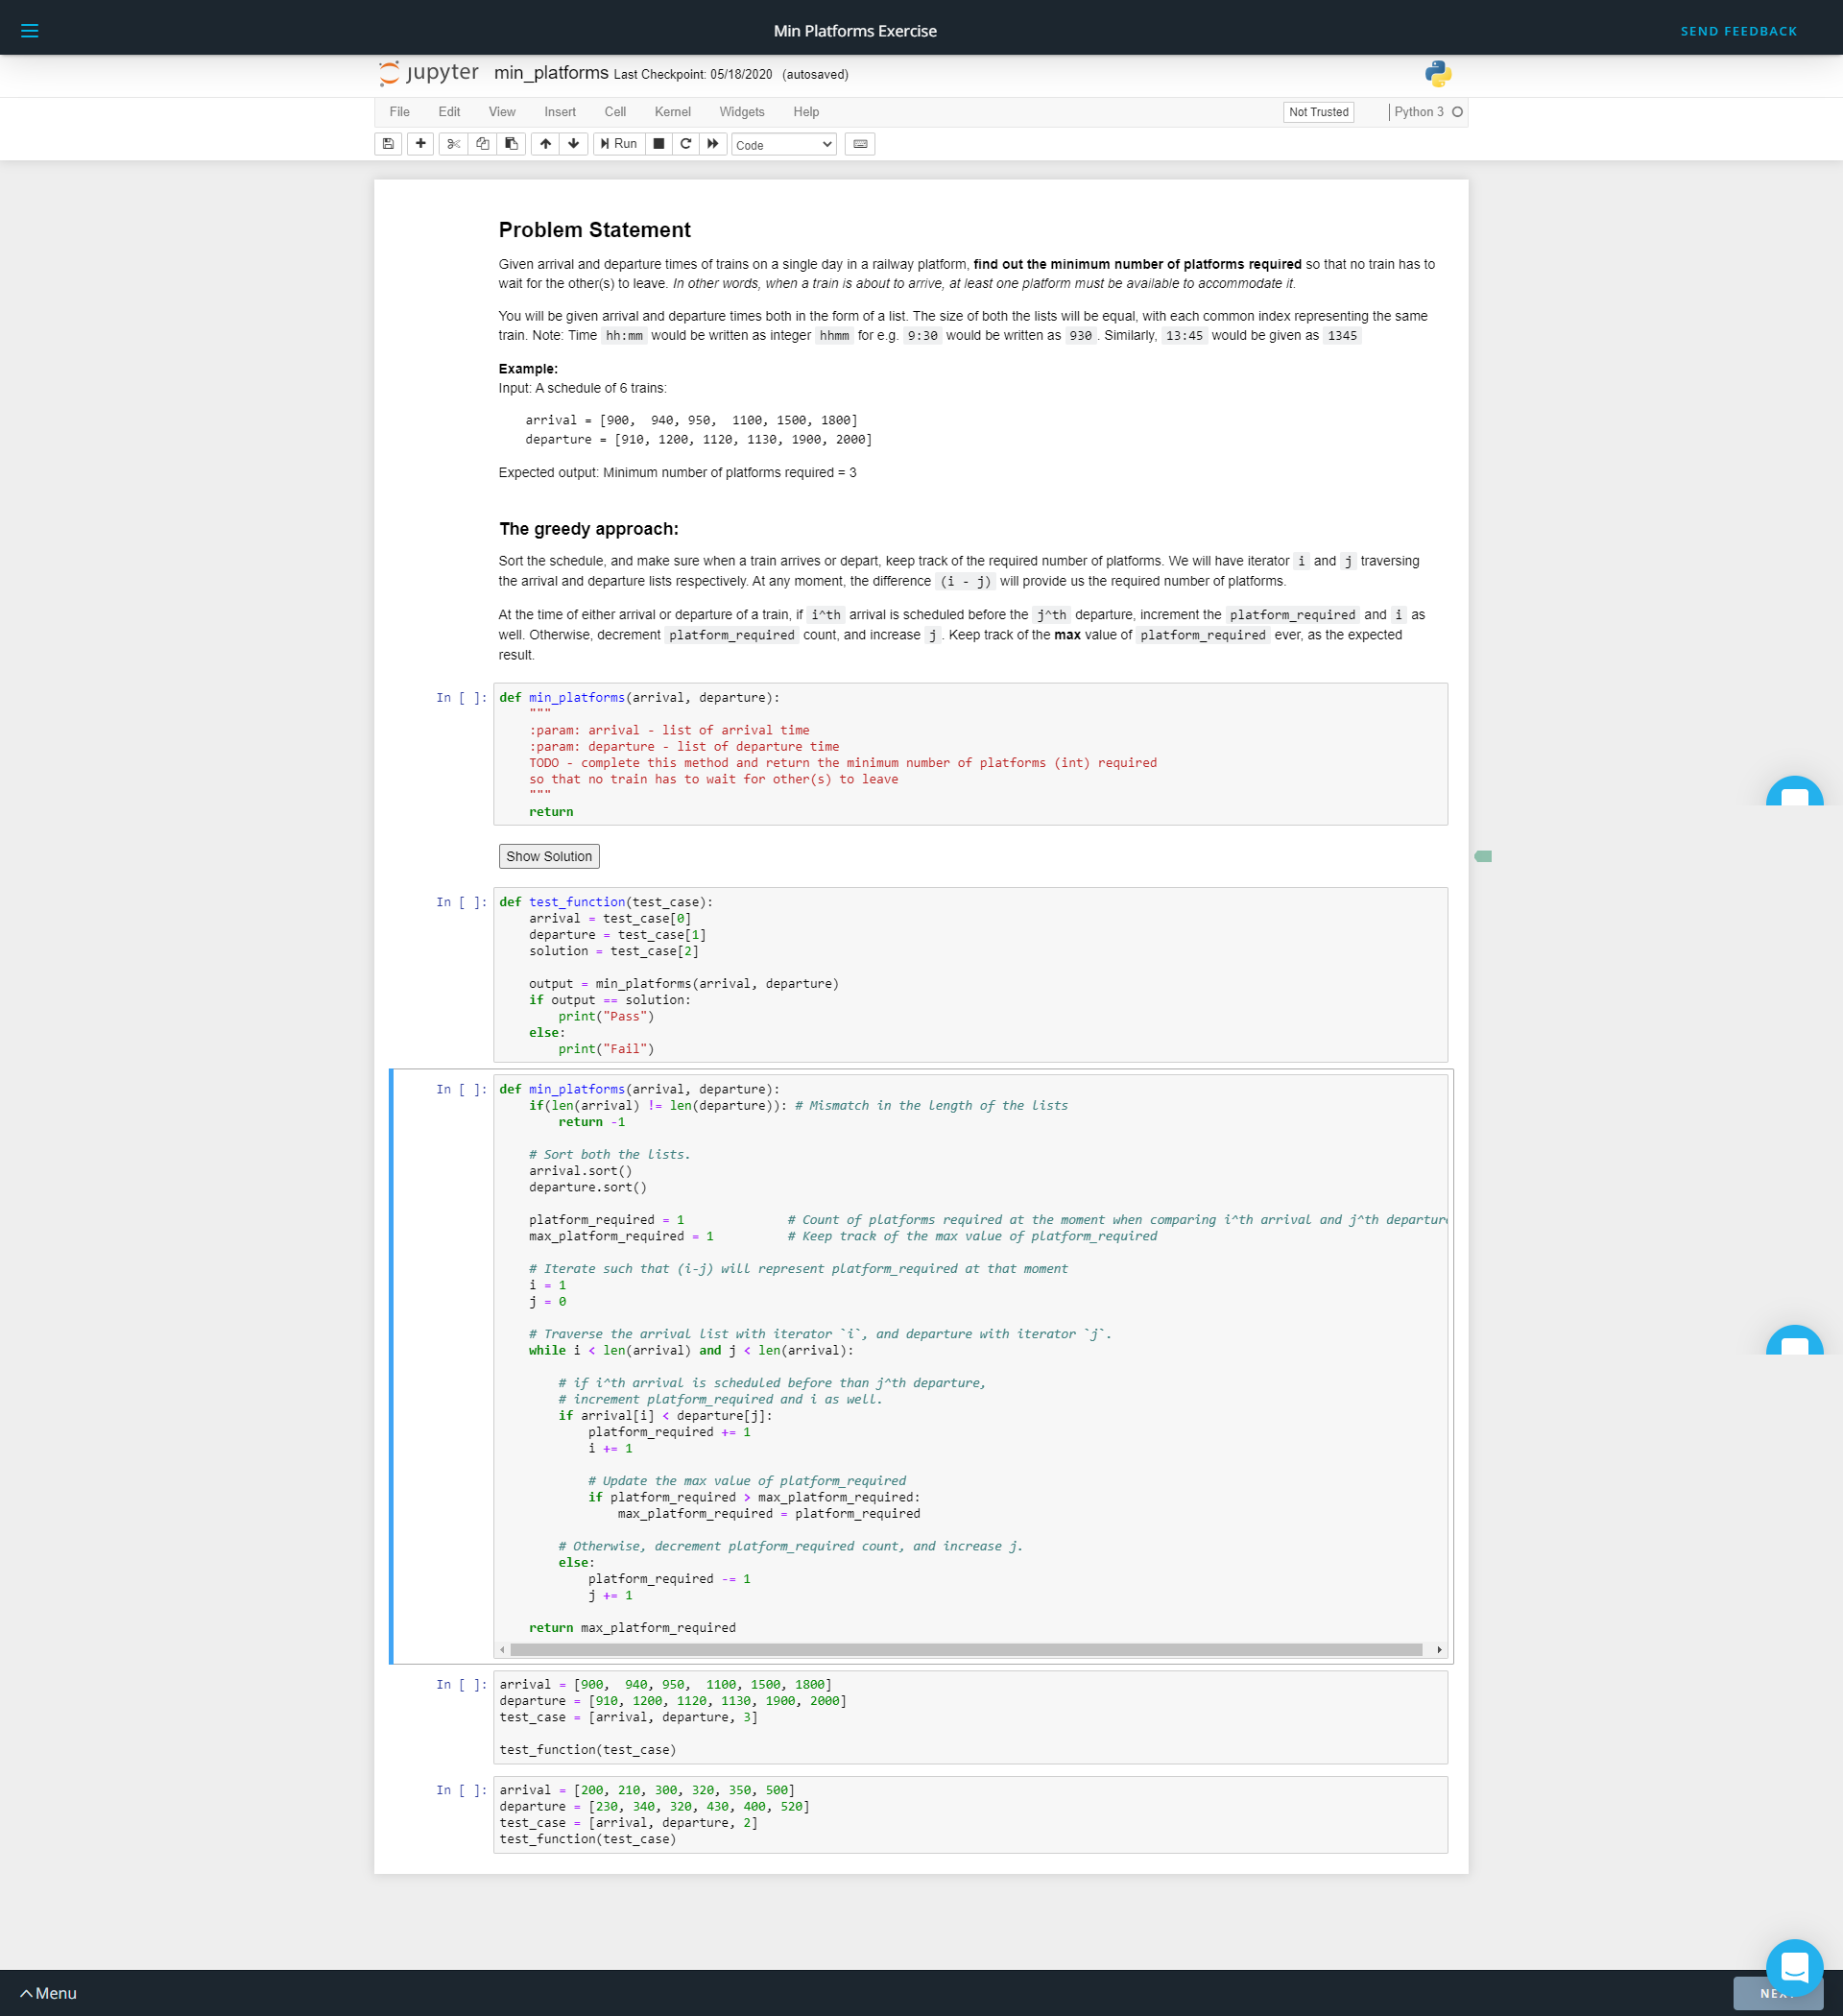 Min Platforms Exercise
SEND FEEDBACK
jupyter min_platforms Last Checkpoint: 05/18/2020 (autosaved)
File Edit View Insert Cell Kernel Widgets Help
Not Trusted
Python 3
Run
Code
Problem Statement
Given arrival and departure times of trains on a single day in a railway platform, find out the minimum number of platforms required so that no train has to
wait for the other(s) to leave. In other words, when a train is about to arrive, at least one platform must be available to accommodate it.
You will be given arrival and departure times both in the form of a list. The size of both the lists will be equal, with each common index representing the same
train. Note: Time hh:mm would be written as integer hhmm for e.g. 9:30 would be written as 930 . Similarly, 13:45 would be given as 1345
Example:
Input: A schedule of 6 trains:
arrival = [900,  940, 950,  1100, 1500, 1800]
departure = [910, 1200, 1120, 1130, 1900, 2000]
Expected output: Minimum number of platforms required = 3
The greedy approach:
Sort the schedule, and make sure when a train arrives or depart, keep track of the required number of platforms. We will have iterator i and j traversing
the arrival and departure lists respectively. At any moment, the difference (i - j) will provide us the required number of platforms.
At the time of either arrival or departure of a train, if i^th arrival is scheduled before the j^th departure, increment the platform_required and i as
well. Otherwise, decrement platform_required count, and increase j . Keep track of the max value of platform_required ever, as the expected
result.
In [ ]: def min_platforms(arrival, departure):
"""
:param: arrival - list of arrival time
:param: departure - list of departure time
TODO - complete this method and return the minimum number of platforms (int) required
so that no train has to wait for other(s) to leave
"""
return
Show Solution
In [ ]: def test_function(test_case):
arrival = test_case[0]
departure = test_case[1]
solution = test_case[2]
output = min_platforms(arrival, departure)
if output == solution:
print("Pass")
else:
print("Fail")
In [ ]: def min_platforms(arrival, departure):
if(len(arrival) != len(departure)): # Mismatch in the length of the lists
return -1
# Sort both the lists.
arrival.sort()
departure.sort()
platform_required = 1 # Count of platforms required at the moment when comparing i^th arrival and j^th departur
max_platform_required = 1 # Keep track of the max value of platform_required
# Iterate such that (i-j) will represent platform_required at that moment
i = 1
j = 0
# Traverse the arrival list with iterator `i`, and departure with iterator `j`.
while i < len(arrival) and j < len(arrival):
# if i^th arrival is scheduled before than j^th departure,
# increment platform_required and i as well.
if arrival[i] < departure[j]:
platform_required += 1
i += 1
# Update the max value of platform_required
if platform_required > max_platform_required:
max_platform_required = platform_required
# Otherwise, decrement platform_required count, and increase j.
else:
platform_required -= 1
j += 1
return max_platform_required
In [ ]: arrival = [900,  940, 950,  1100, 1500, 1800]
departure = [910, 1200, 1120, 1130, 1900, 2000]
test_case = [arrival, departure, 3]
test_function(test_case)
In [ ]: arrival = [200, 210, 300, 320, 350, 500]
departure = [230, 340, 320, 430, 400, 520]
test_case = [arrival, departure, 2]
test_function(test_case)
Menu